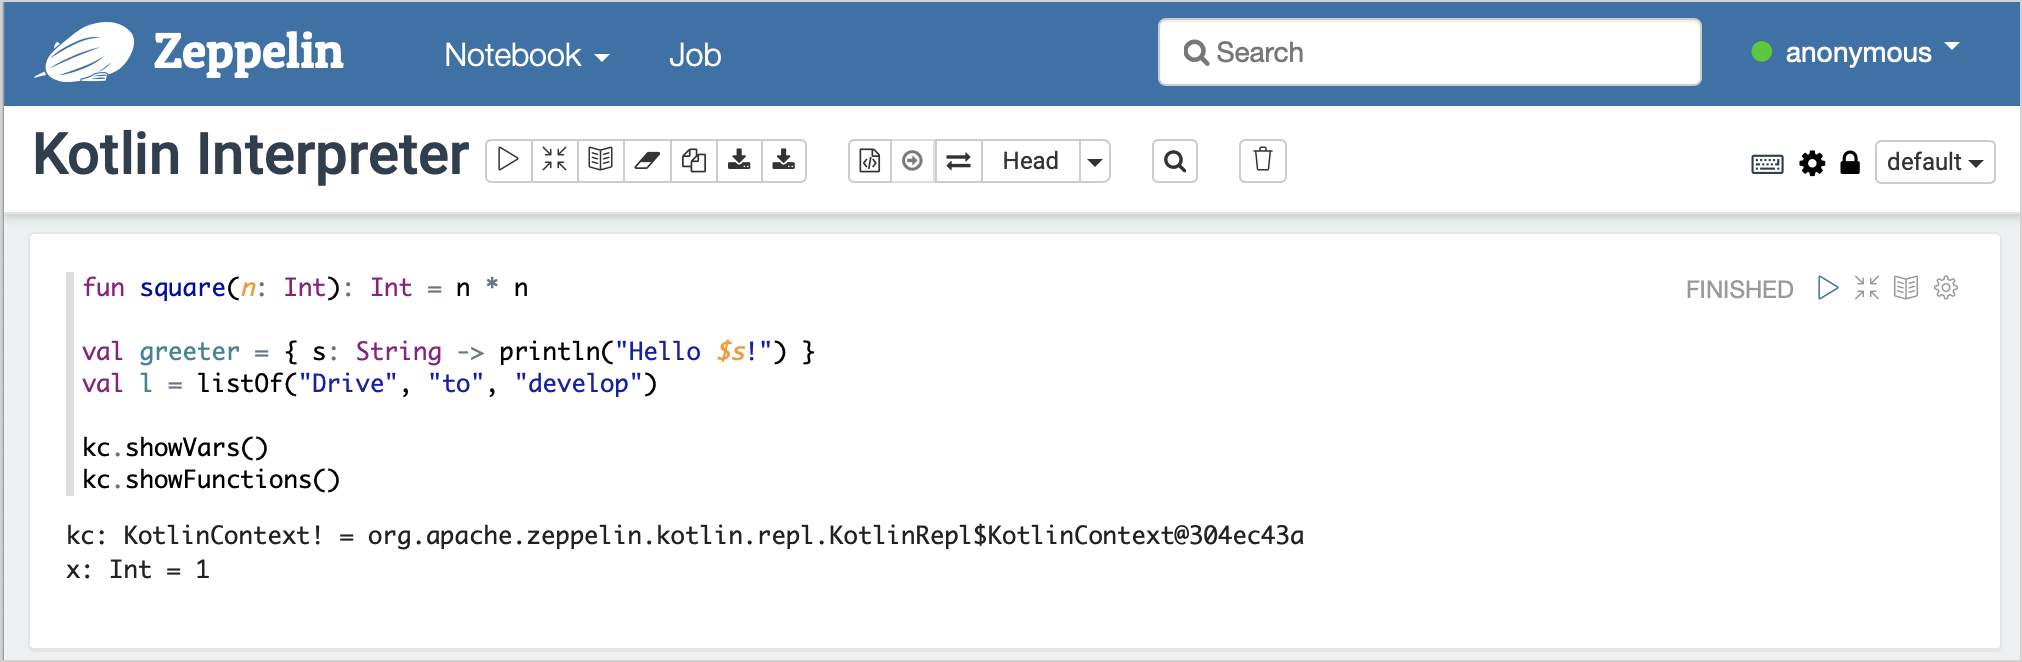 Zeppelin Notebook Job Search anonymous
Kotlin Interpreter Head default
fun square(n: Int): Int = n * n FINISHED
val greeter = { s: String -> println("Hello $s!") }
val l = listOf("Drive", "to", "develop")
kc.showVars()
kc.showFunctions()
kc: KotlinContext! = org.apache.zeppelin.kotlin.repl.KotlinRepl$KotlinContext@304ec43a
x: Int = 1